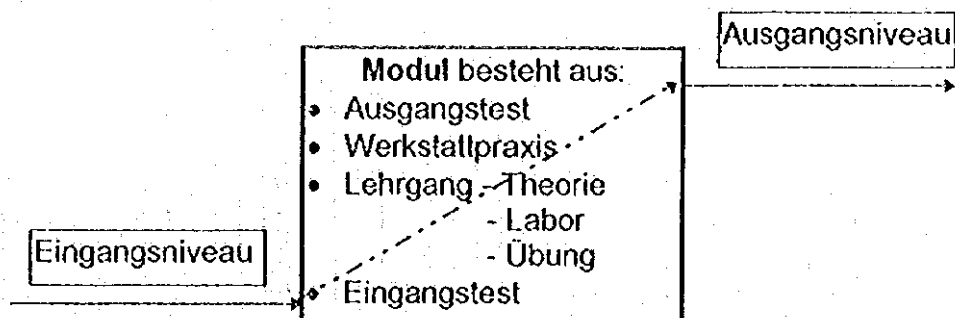 Ausgangsniveau
Modul besteht aus:
• Ausgangstest
• Werkstattpraxis
• Lehrgang - Theorie
- Labor
- Übung
Eingangsniveau
• Eingangstest